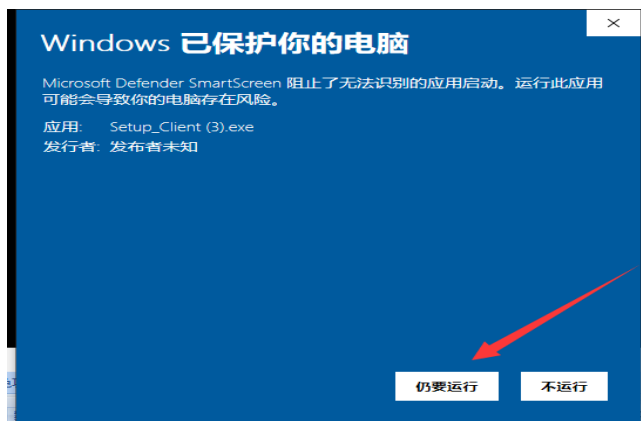 Windows 已保护你的电脑
Microsoft Defender SmartScreen 阻止了无法识别的应用启动。运行此应用
可能会导致你的电脑存在风险。
应用: Setup_Client (3).exe
发行者: 发布者未知
仍要运行 不运行